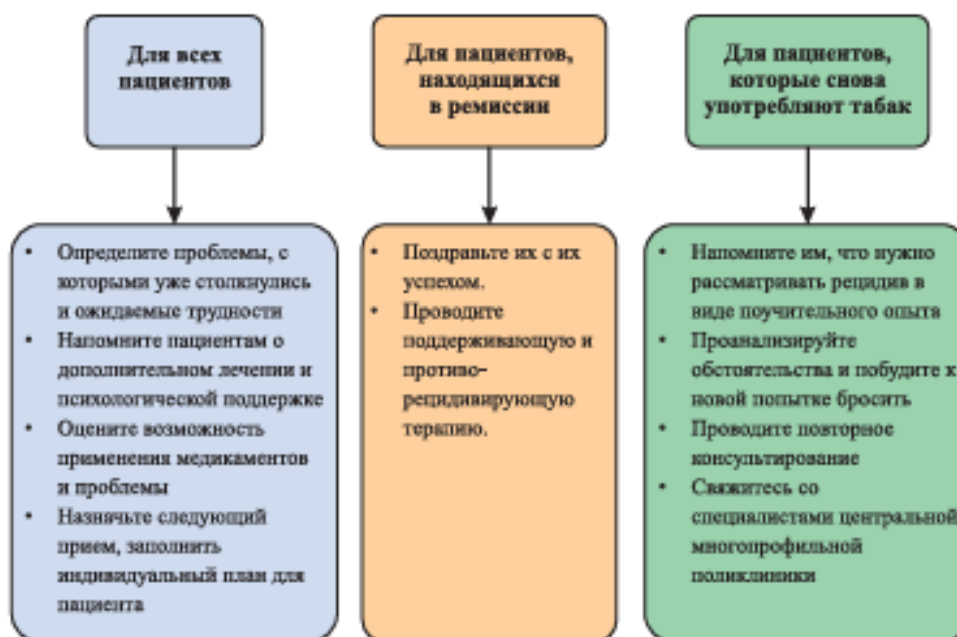 Для всех
пациентов
Для пациентов,
находящихся
в ремиссии
Для пациентов,
которые снова
употребляют табак
• Определите проблемы, с
которыми уже столкнулись
и ожидаемые трудности
• Напомните пациентам о
дополнительном лечении и
психологической поддержке
• Оцените возможность
применения медикаментов
и проблемы
• Назначьте следующий
прием, заполнить
индивидуальный план для
пациента
• Поздравьте их с их
успехом.
• Проводите
поддерживающую и
противо-
рецидивирующую
терапию.
• Напомните им, что нужно
рассматривать рецидив в
виде поучительного опыта
• Проанализируйте
обстоятельства и побудите к
новой попытке бросить
• Проводите повторное
консультирование
• Свяжитесь со
специалистами центральной
многопрофильной
поликлиники